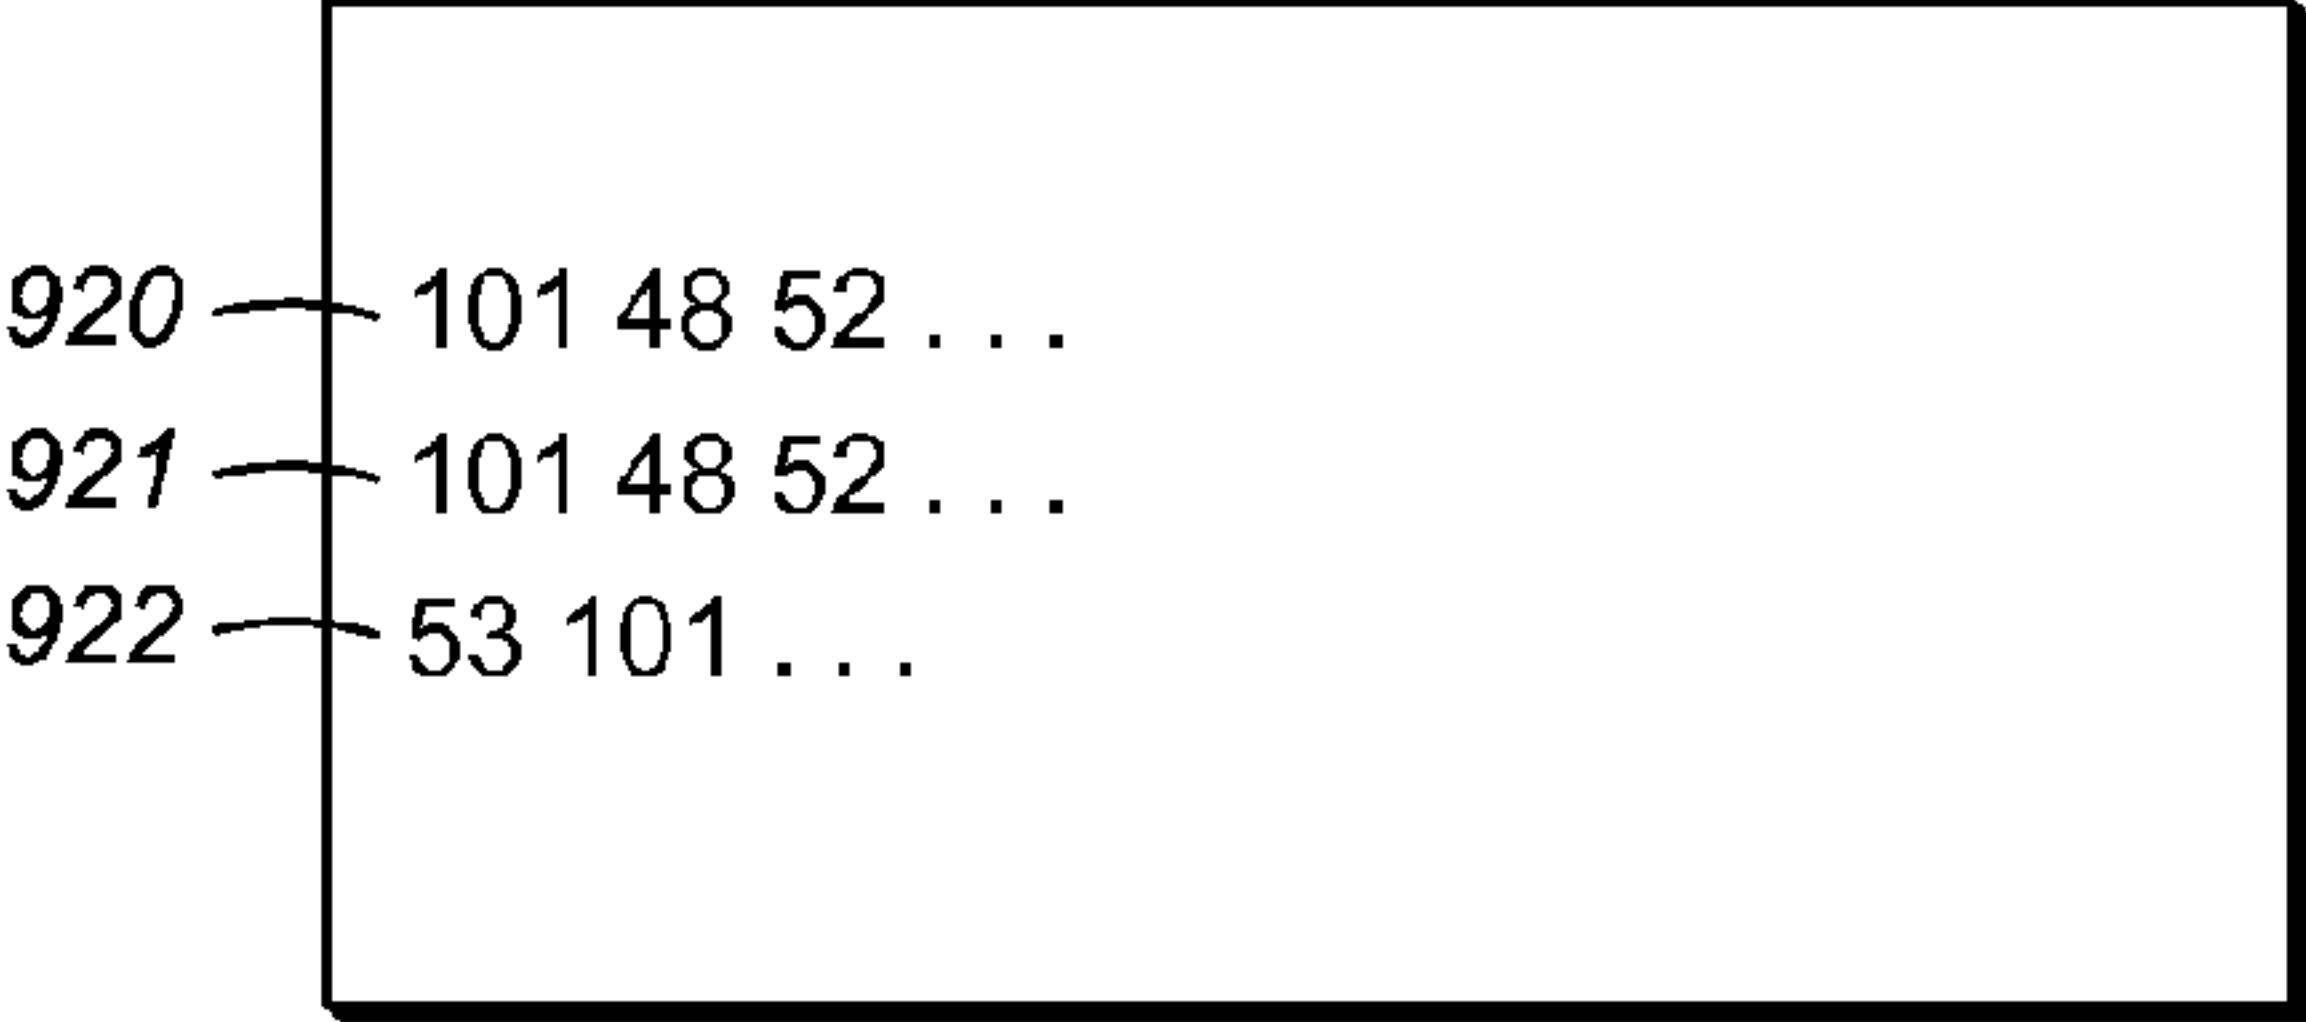 920 101 48 52 . . .
921 101 48 52 . . .
922 53 101 . . .